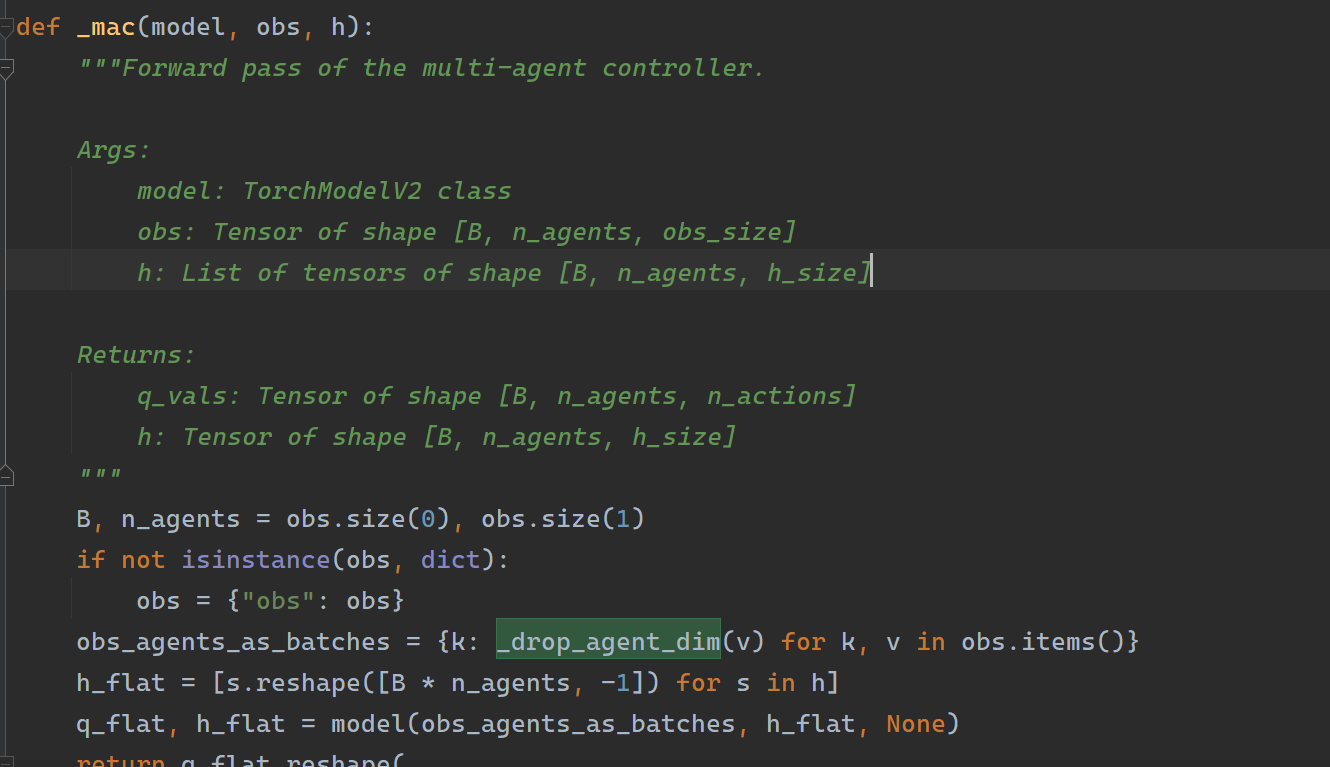 def _mac(model, obs, h):
    """Forward pass of the multi-agent controller.
    Args:
        model: TorchModelV2 class
        obs: Tensor of shape [B, n_agents, obs_size]
        h: List of tensors of shape [B, n_agents, h_size]
    Returns:
        q_vals: Tensor of shape [B, n_agents, n_actions]
        h: Tensor of shape [B, n_agents, h_size]
    """
    B, n_agents = obs.size(0), obs.size(1)
    if not isinstance(obs, dict):
        obs = {"obs": obs}
    obs_agents_as_batches = {k: _drop_agent_dim(v) for k, v in obs.items()}
    h_flat = [s.reshape([B * n_agents, -1]) for s in h]
    q_flat, h_flat = model(obs_agents_as_batches, h_flat, None)
    return q_flat.reshape(